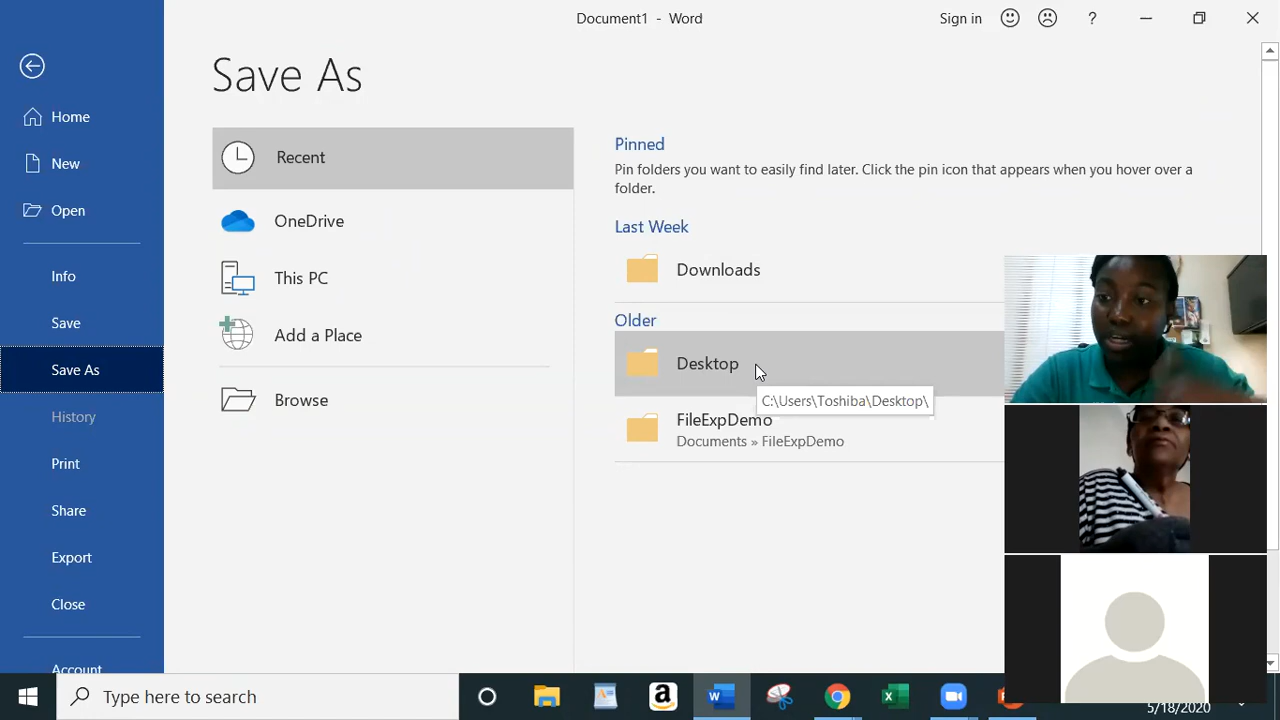 Document1 - Word
Sign in
?
Save As
Home
New
Open
Info
Save
Save As
History
Print
Share
Export
Close
Account
Recent
OneDrive
This PC
Add a Place
Browse
Pinned
Pin folders you want to easily find later. Click the pin icon that appears when you hover over a
folder.
Last Week
Downloads
Older
Desktop
C:\Users\Toshiba\Desktop\
FileExpDemo
Documents » FileExpDemo
Type here to search
5/18/2020